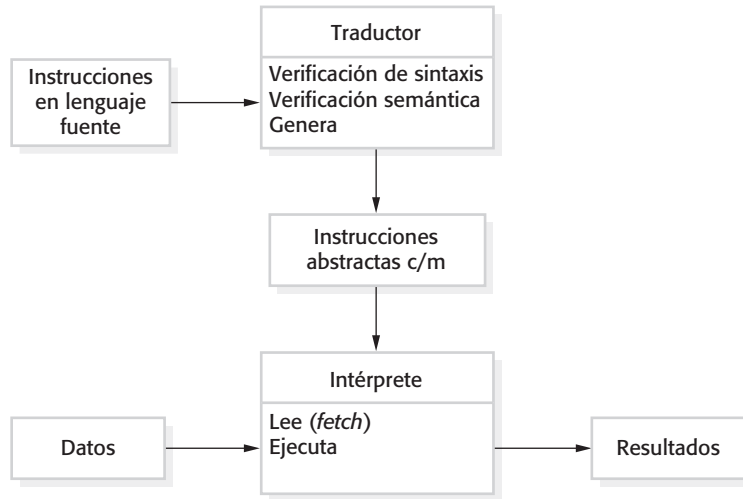 Traductor
Instrucciones
en lenguaje
fuente
Verificación de sintaxis
Verificación semántica
Genera
Instrucciones
abstractas c/m
Intérprete
Lee (fetch)
Ejecuta
Datos
Resultados